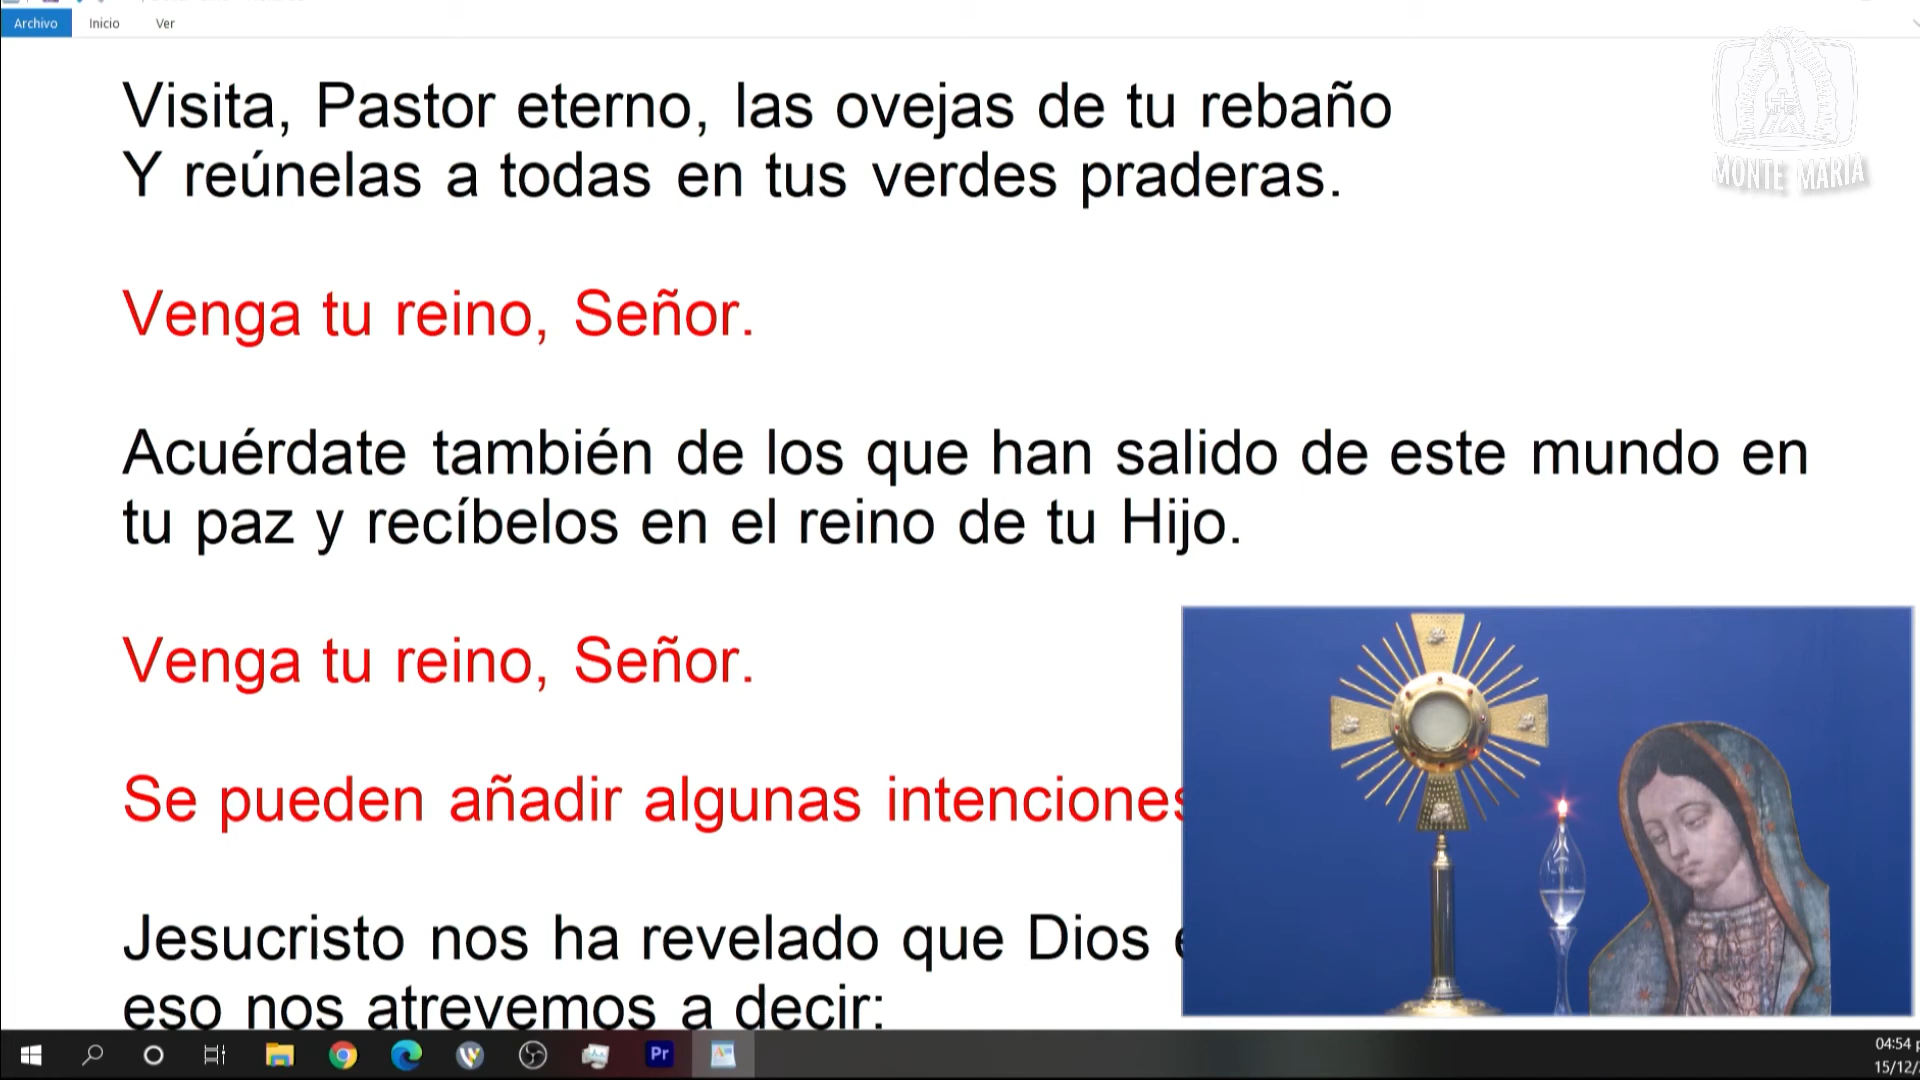 Archivo Inicio Ver
MONTE MARIA
Visita, Pastor eterno, las ovejas de tu rebaño
Y reúnelas a todas en tus verdes praderas.
Venga tu reino, Señor.
Acuérdate también de los que han salido de este mundo en
tu paz y recíbelos en el reino de tu Hijo.
Venga tu reino, Señor.
Se pueden añadir algunas intenciones
Jesucristo nos ha revelado que Dios
eso nos atrevemos a decir:
Pr
04:54 p
15/12/